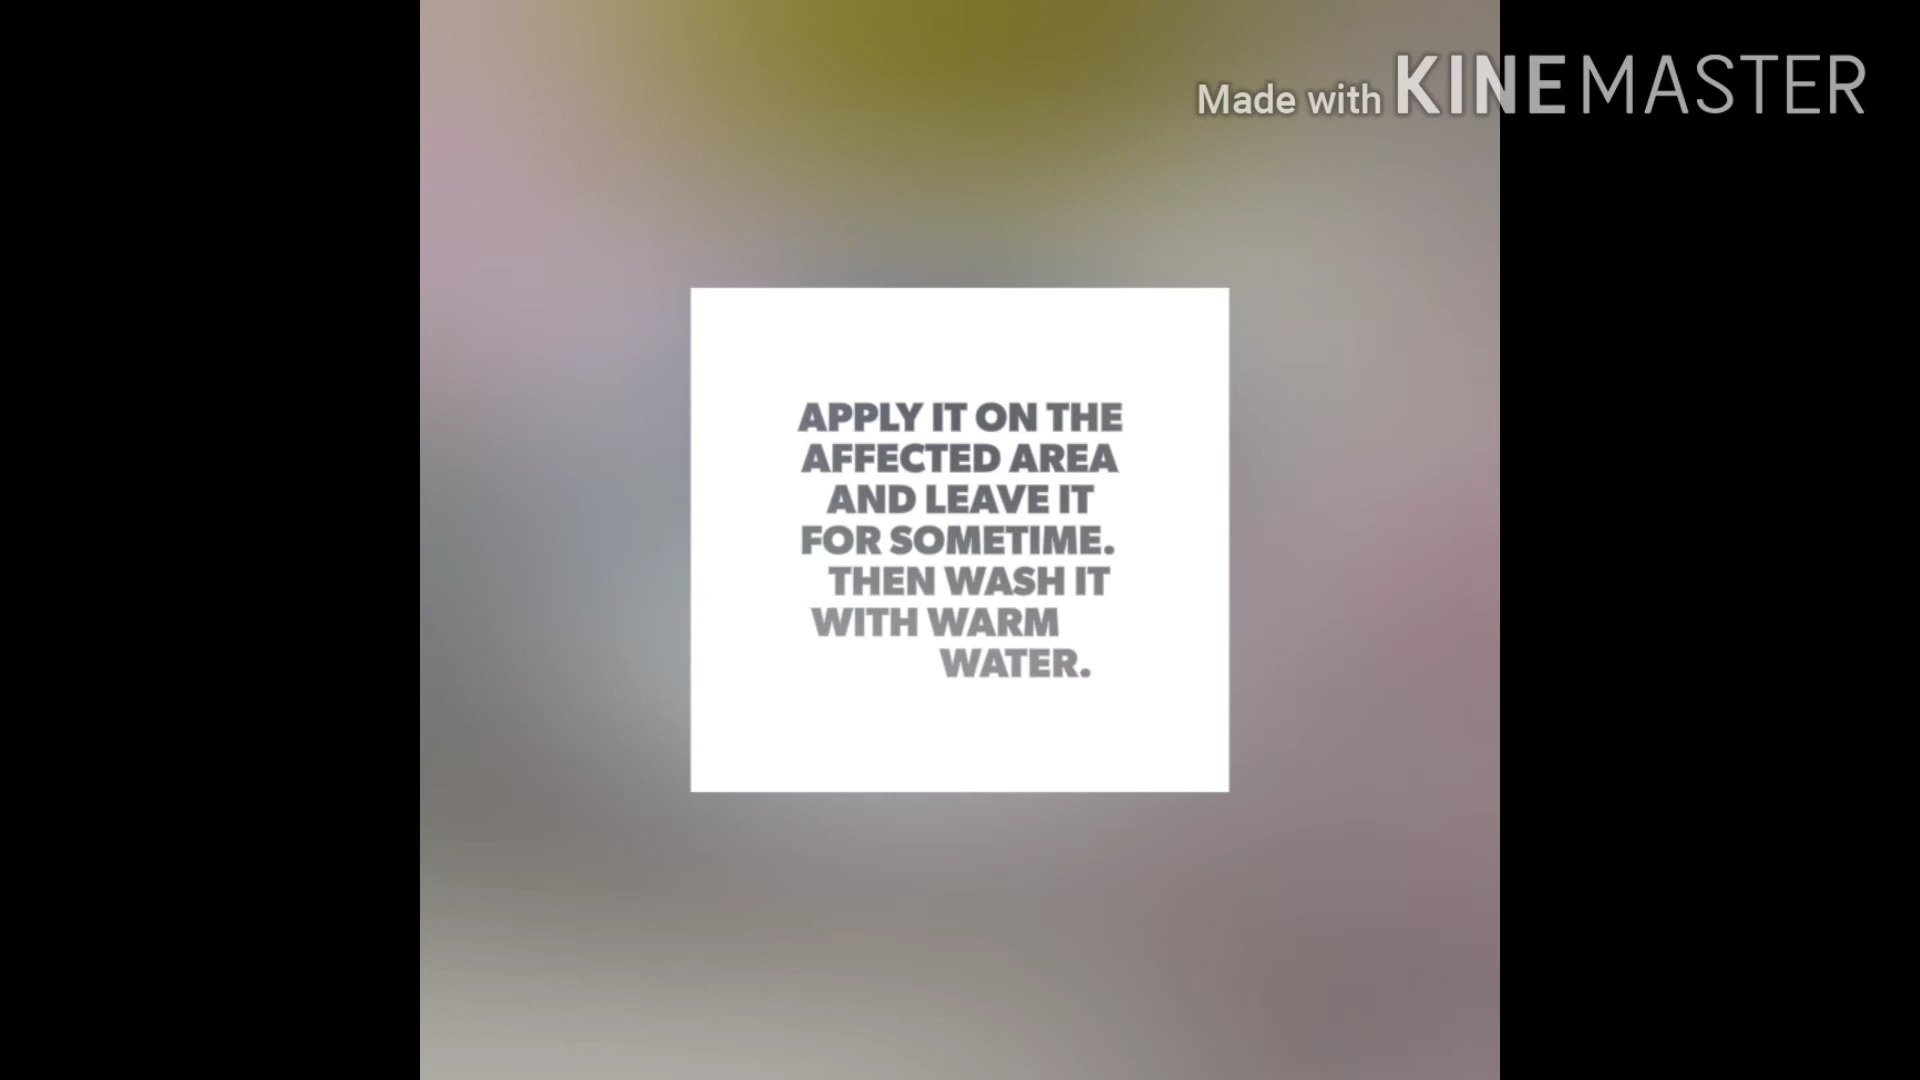 Made with KINEMASTER
APPLY IT ON THE
AFFECTED AREA
AND LEAVE IT
FOR SOMETIME.
THEN WASH IT
WITH WARM
WATER.